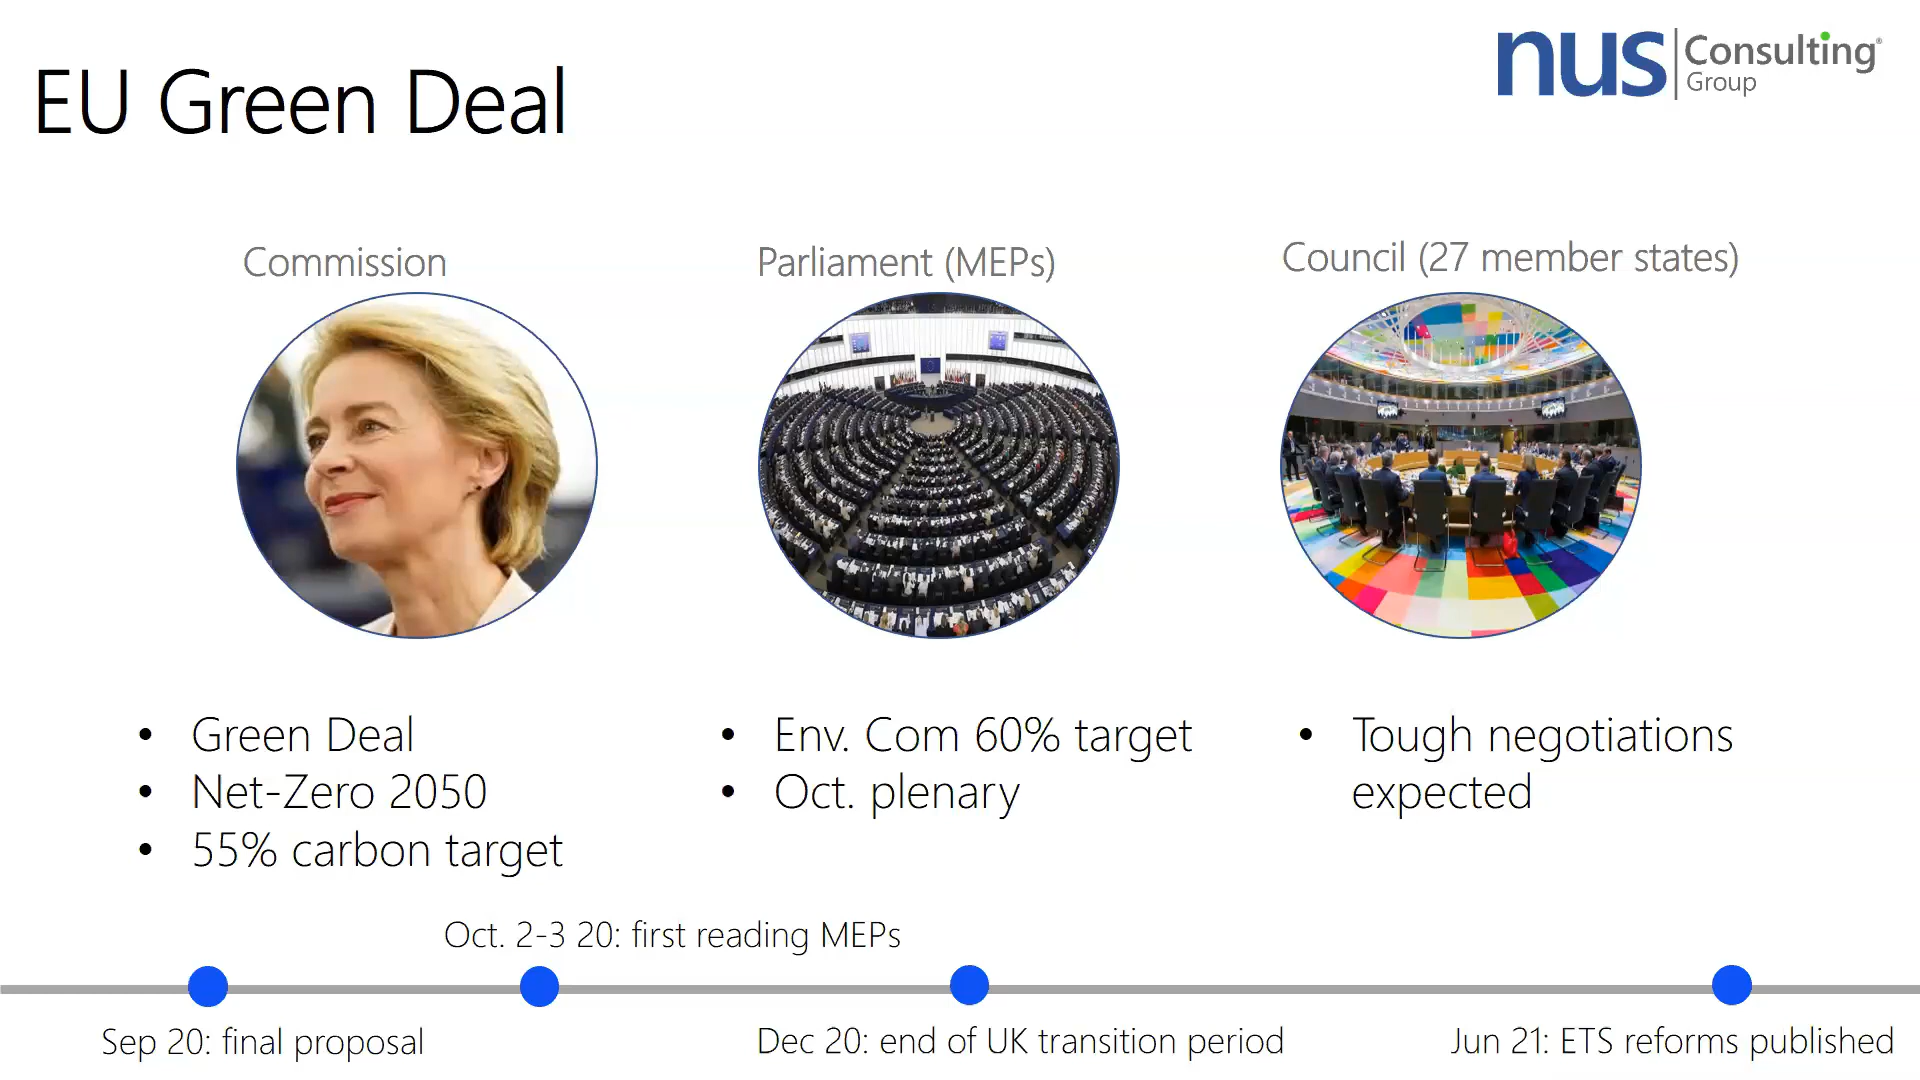 EU Green Deal
nus Consulting®
Group
Commission
Parliament (MEPs)
Council (27 member states)
• Green Deal
• Net-Zero 2050
• 55% carbon target
• Env. Com 60% target
• Oct. plenary
• Tough negotiations
expected
Oct. 2-3 20: first reading MEPs
Sep 20: final proposal
Dec 20: end of UK transition period
Jun 21: ETS reforms published